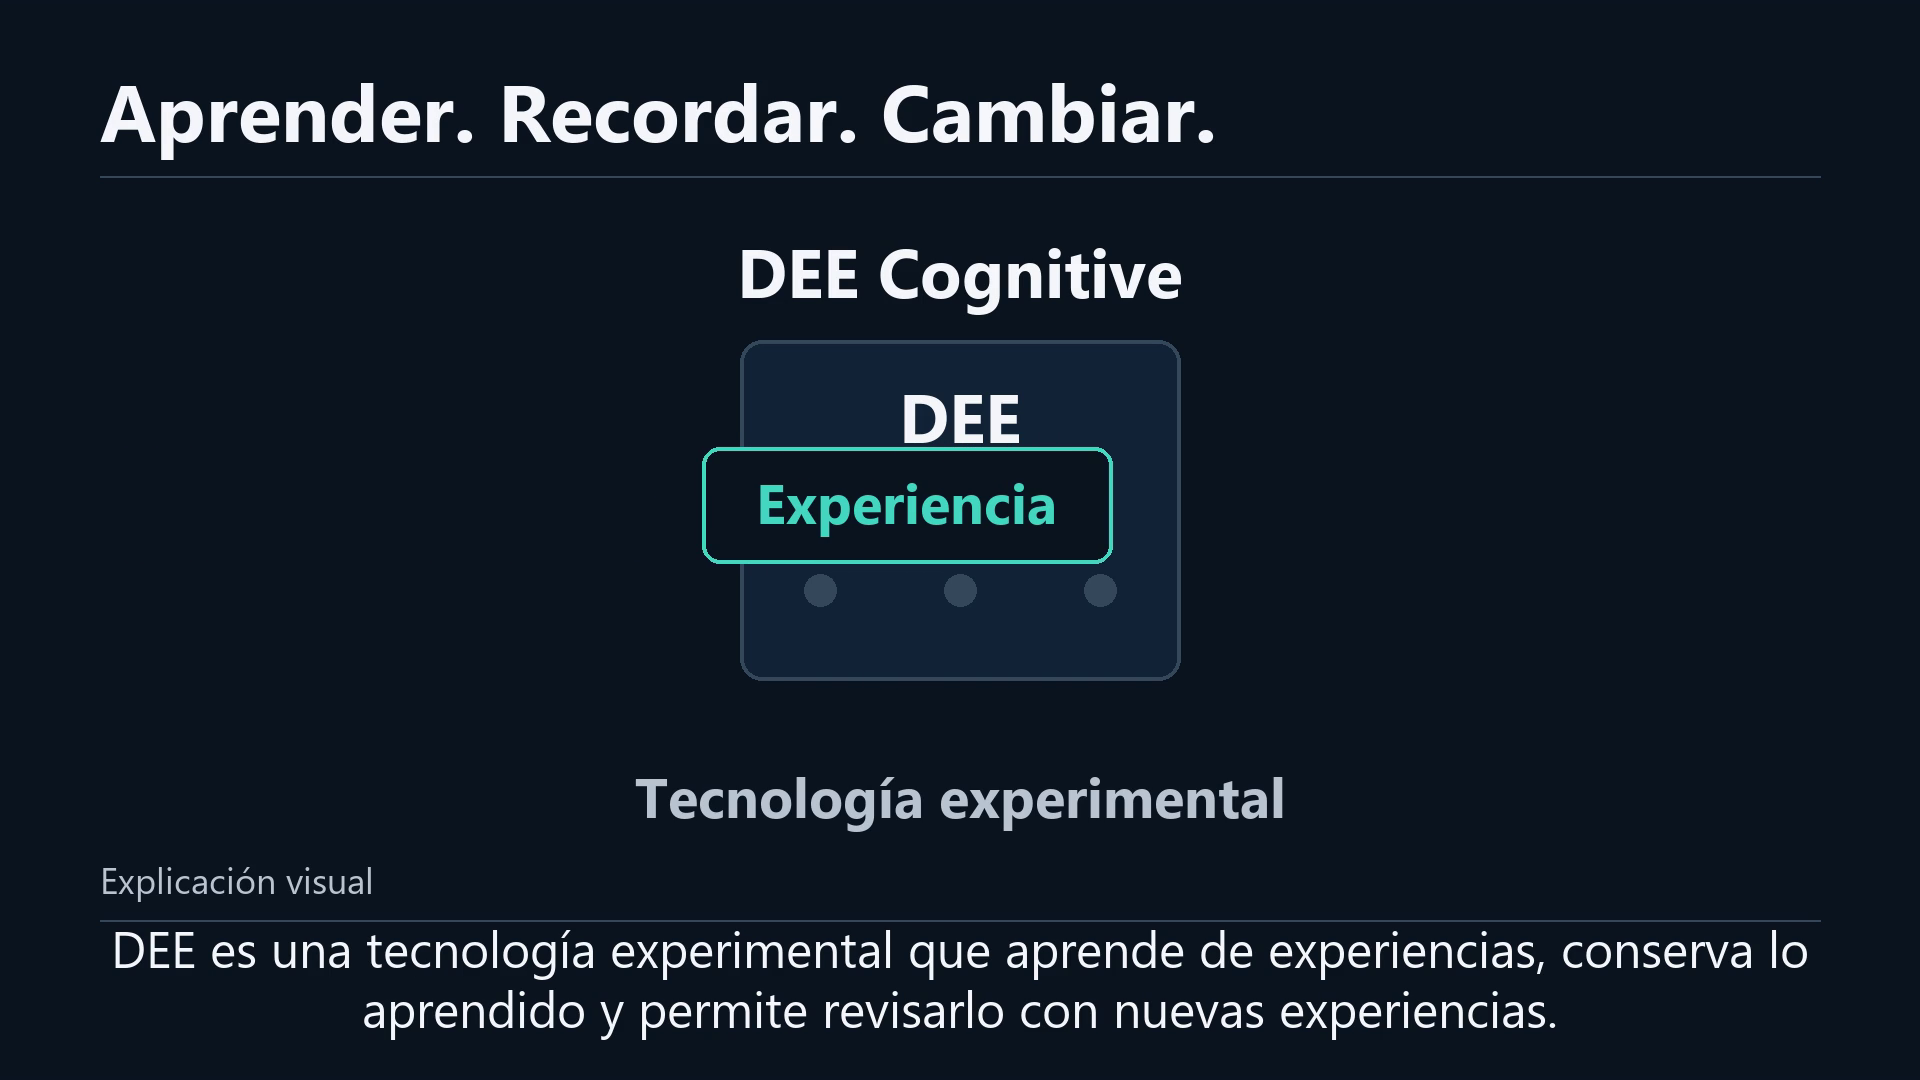 Aprender. Recordar. Cambiar.
DEE Cognitive
DEE
Experiencia
Tecnología experimental
Explicación visual
DEE es una tecnología experimental que aprende de experiencias, conserva lo
aprendido y permite revisarlo con nuevas experiencias.